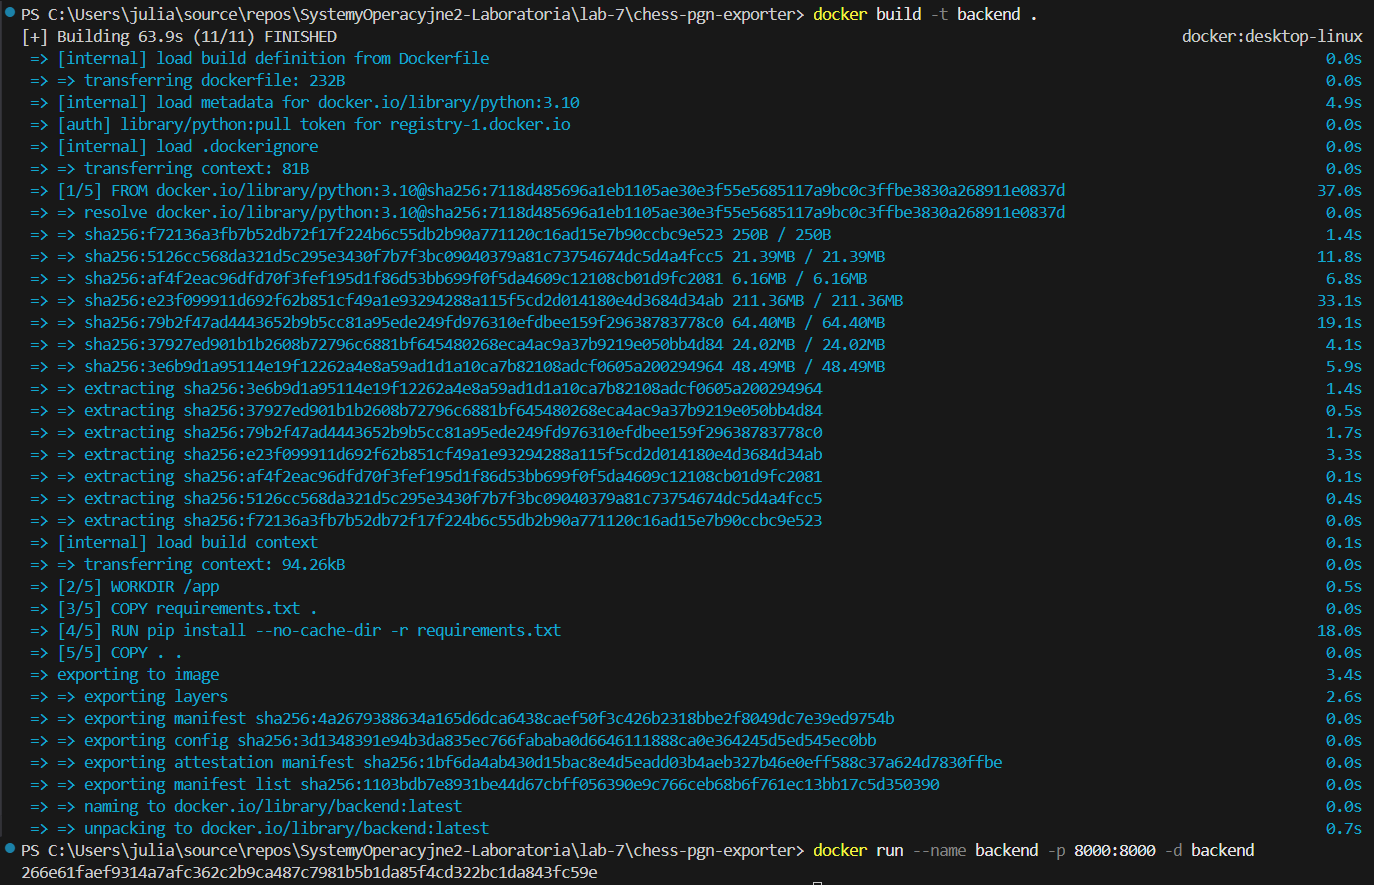 PS C:\Users\julia\source\repos\SystemyOperacyjne2-Laboratoria\lab-7\chess-pgn-exporter> docker build -t backend .
[+] Building 63.9s (11/11) FINISHED docker:desktop-linux
=> [internal] load build definition from Dockerfile 0.0s
=> => transferring dockerfile: 232B 0.0s
=> [internal] load metadata for docker.io/library/python:3.10 4.9s
=> [auth] library/python:pull token for registry-1.docker.io 0.0s
=> [internal] load .dockerignore 0.0s
=> => transferring context: 81B 0.0s
=> [1/5] FROM docker.io/library/python:3.10@sha256:7118d485696a1eb1105ae30e3f55e5685117a9bc0c3ffbe3830a268911e0837d 37.0s
=> => resolve docker.io/library/python:3.10@sha256:7118d485696a1eb1105ae30e3f55e5685117a9bc0c3ffbe3830a268911e0837d 0.0s
=> => sha256:f72136a3fb7b52db72f17f224b6c55db2b90a771120c16ad15e7b90ccbc9e523 250B / 250B 1.4s
=> => sha256:5126cc568da321d5c295e3430f7b7f3bc09040379a81c73754674dc5d4a4fcc5 21.39MB / 21.39MB 11.8s
=> => sha256:af4f2eac96dfd70f3fef195d1f86d53bb699f0f5da4609c12108cb01d9fc2081 6.16MB / 6.16MB 6.8s
=> => sha256:e23f099911d692f62b851cf49a1e93294288a115f5cd2d014180e4d3684d34ab 211.36MB / 211.36MB 33.1s
=> => sha256:79b2f47ad4443652b9b5cc81a95ede249fd976310efdbee159f29638783778c0 64.40MB / 64.40MB 19.1s
=> => sha256:37927ed901b1b2608b72796c6881bf645480268eca4ac9a37b9219e050bb4d84 24.02MB / 24.02MB 4.1s
=> => sha256:3e6b9d1a95114e19f12262a4e8a59ad1d1a10ca7b82108adcf0605a200294964 48.49MB / 48.49MB 5.9s
=> => extracting sha256:3e6b9d1a95114e19f12262a4e8a59ad1d1a10ca7b82108adcf0605a200294964 1.4s
=> => extracting sha256:37927ed901b1b2608b72796c6881bf645480268eca4ac9a37b9219e050bb4d84 0.5s
=> => extracting sha256:79b2f47ad4443652b9b5cc81a95ede249fd976310efdbee159f29638783778c0 1.7s
=> => extracting sha256:e23f099911d692f62b851cf49a1e93294288a115f5cd2d014180e4d3684d34ab 3.3s
=> => extracting sha256:af4f2eac96dfd70f3fef195d1f86d53bb699f0f5da4609c12108cb01d9fc2081 0.1s
=> => extracting sha256:5126cc568da321d5c295e3430f7b7f3bc09040379a81c73754674dc5d4a4fcc5 0.4s
=> => extracting sha256:f72136a3fb7b52db72f17f224b6c55db2b90a771120c16ad15e7b90ccbc9e523 0.0s
=> [internal] load build context 0.1s
=> => transferring context: 94.26kB 0.0s
=> [2/5] WORKDIR /app 0.5s
=> [3/5] COPY requirements.txt . 0.0s
=> [4/5] RUN pip install --no-cache-dir -r requirements.txt 18.0s
=> [5/5] COPY . . 0.0s
=> exporting to image 3.4s
=> => exporting layers 2.6s
=> => exporting manifest sha256:4a2679388634a165d6dca6438caef50f3c426b2318bbe2f8049dc7e39ed9754b 0.0s
=> => exporting config sha256:3d1348391e94b3da835ec766fababa0d6646111888ca0e364245d5ed545ec0bb 0.0s
=> => exporting attestation manifest sha256:1bf6da4ab430d15bac8e4d5eadd03b4aeb327b46e0eff588c37a624d7830ffbe 0.0s
=> => exporting manifest list sha256:1103bdb7e8931be44d67cbff056390e9c766ceb68b6f761ec13bb17c5d350390 0.0s
=> => naming to docker.io/library/backend:latest 0.0s
=> => unpacking to docker.io/library/backend:latest 0.7s
PS C:\Users\julia\source\repos\SystemyOperacyjne2-Laboratoria\lab-7\chess-pgn-exporter> docker run --name backend -p 8000:8000 -d backend
266e61faef9314a7afc362c2b9ca487c7981b5b1da85f4cd322bc1da843fc59e